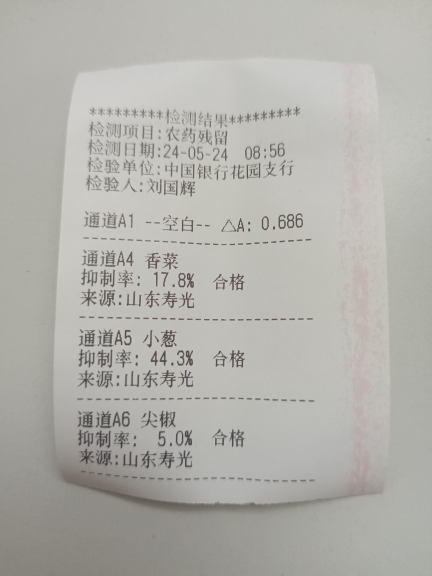 *********检测结果*********
检测项目:农药残留
检测日期:24-05-24 08:56
检验单位:中国银行花园支行
检验人:刘国辉
通道A1 --空白-- △A: 0.686
通道A4 香菜
抑制率: 17.8% 合格
来源:山东寿光
通道A5 小葱
抑制率: 44.3% 合格
来源:山东寿光
通道A6 尖椒
抑制率: 5.0% 合格
来源:山东寿光